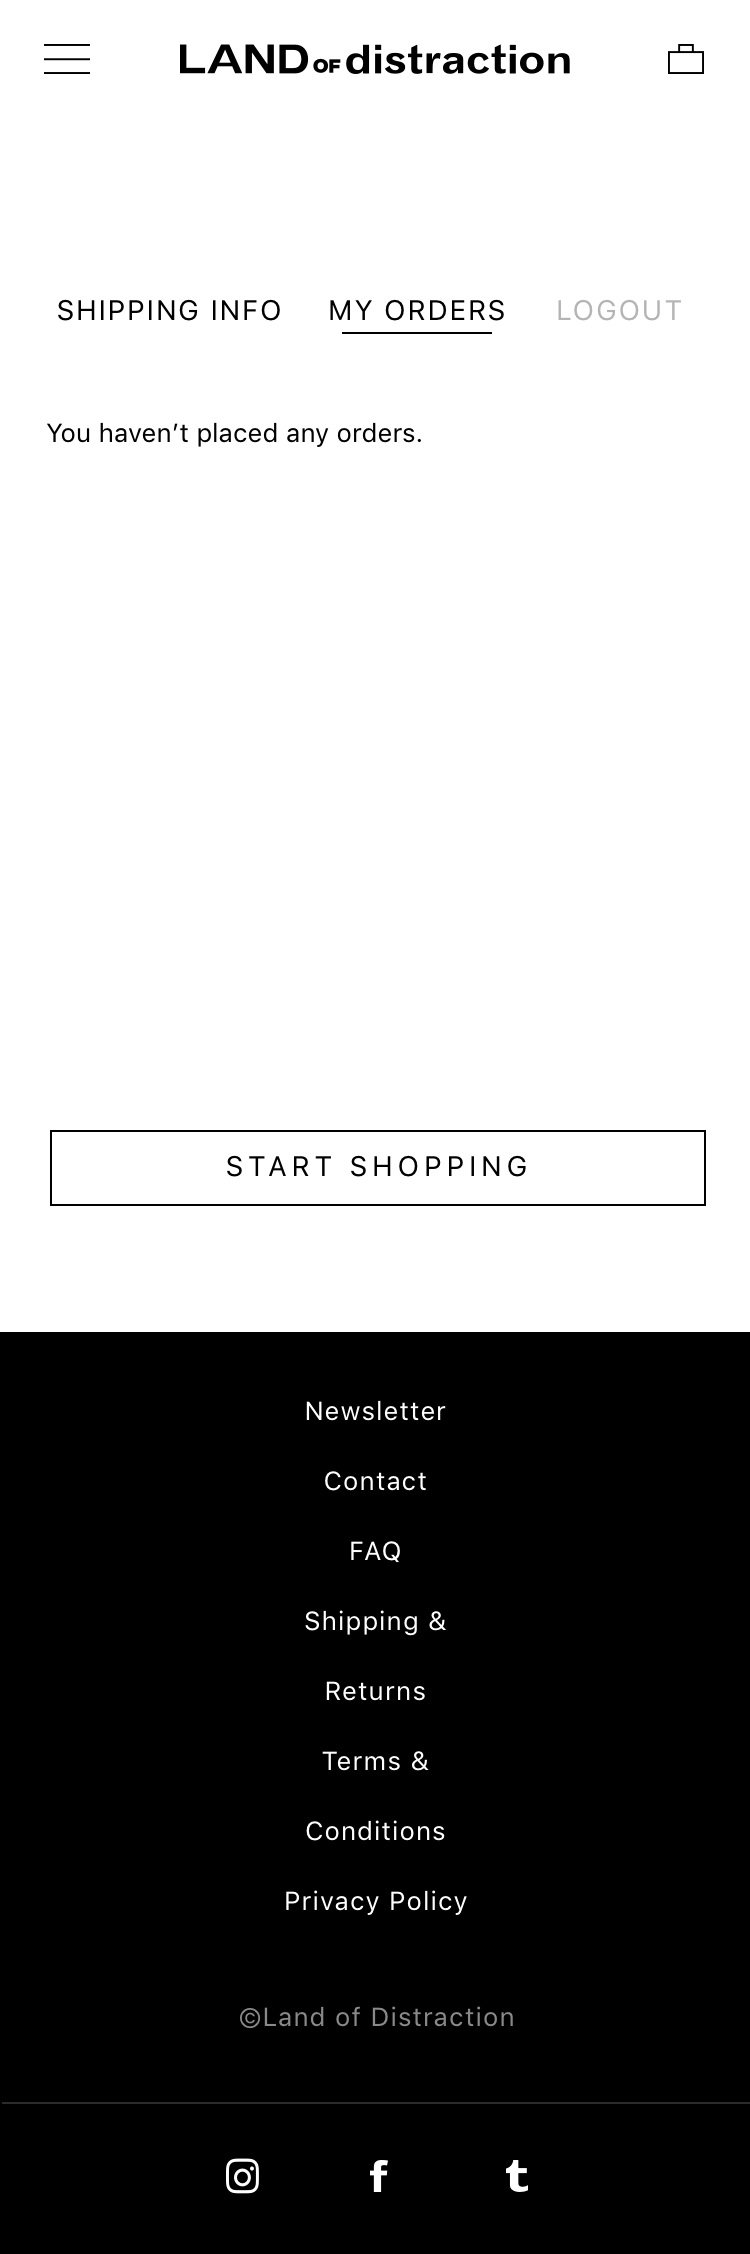 LAND OF distraction
SHIPPING INFO MY ORDERS LOGOUT
You haven’t placed any orders.
START SHOPPING
Newsletter
Contact
FAQ
Shipping &
Returns
Terms &
Conditions
Privacy Policy
©Land of Distraction